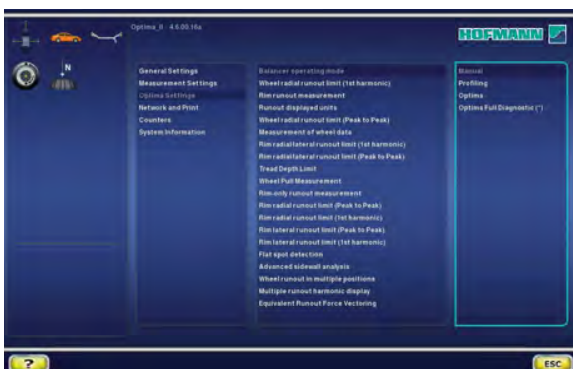 Optima_II - 4.6.00.16a
HOFMANN
N
General Settings
Measurement Settings
Optima Settings
Network and Print
Counters
System Information
Balancer operating mode
Wheel radial runout limit (1st harmonic)
Rim runout measurement
Runout displayed units
Wheel radial runout limit (Peak to Peak)
Measurement of wheel data
Rim radial lateral runout limit (1st harmonic)
Rim radial lateral runout limit (Peak to Peak)
Tread Depth Limit
Wheel Pull Measurement
Rim-only runout measurement
Rim radial runout limit (Peak to Peak)
Rim radial runout limit (1st harmonic)
Rim lateral runout limit (Peak to Peak)
Rim lateral runout limit (1st harmonic)
Flat spot detection
Advanced sidewall analysis
Wheel runout in multiple positions
Multiple runout harmonic display
Equivalent Runout Force Vectoring
Manual
Profiling
Optima
Optima Full Diagnostic (*)
?
ESC